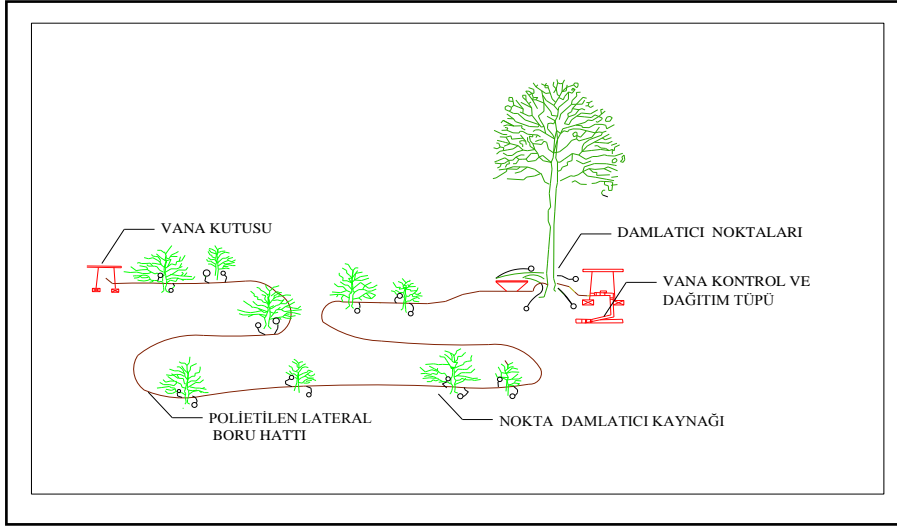 VANA KUTUSU
DAMLATICI NOKTALARI
VANA KONTROL VE
DAĞITIM TÜPÜ
POLİETİLEN LATERAL
BORU HATTI
NOKTA DAMLATICI KAYNAĞI